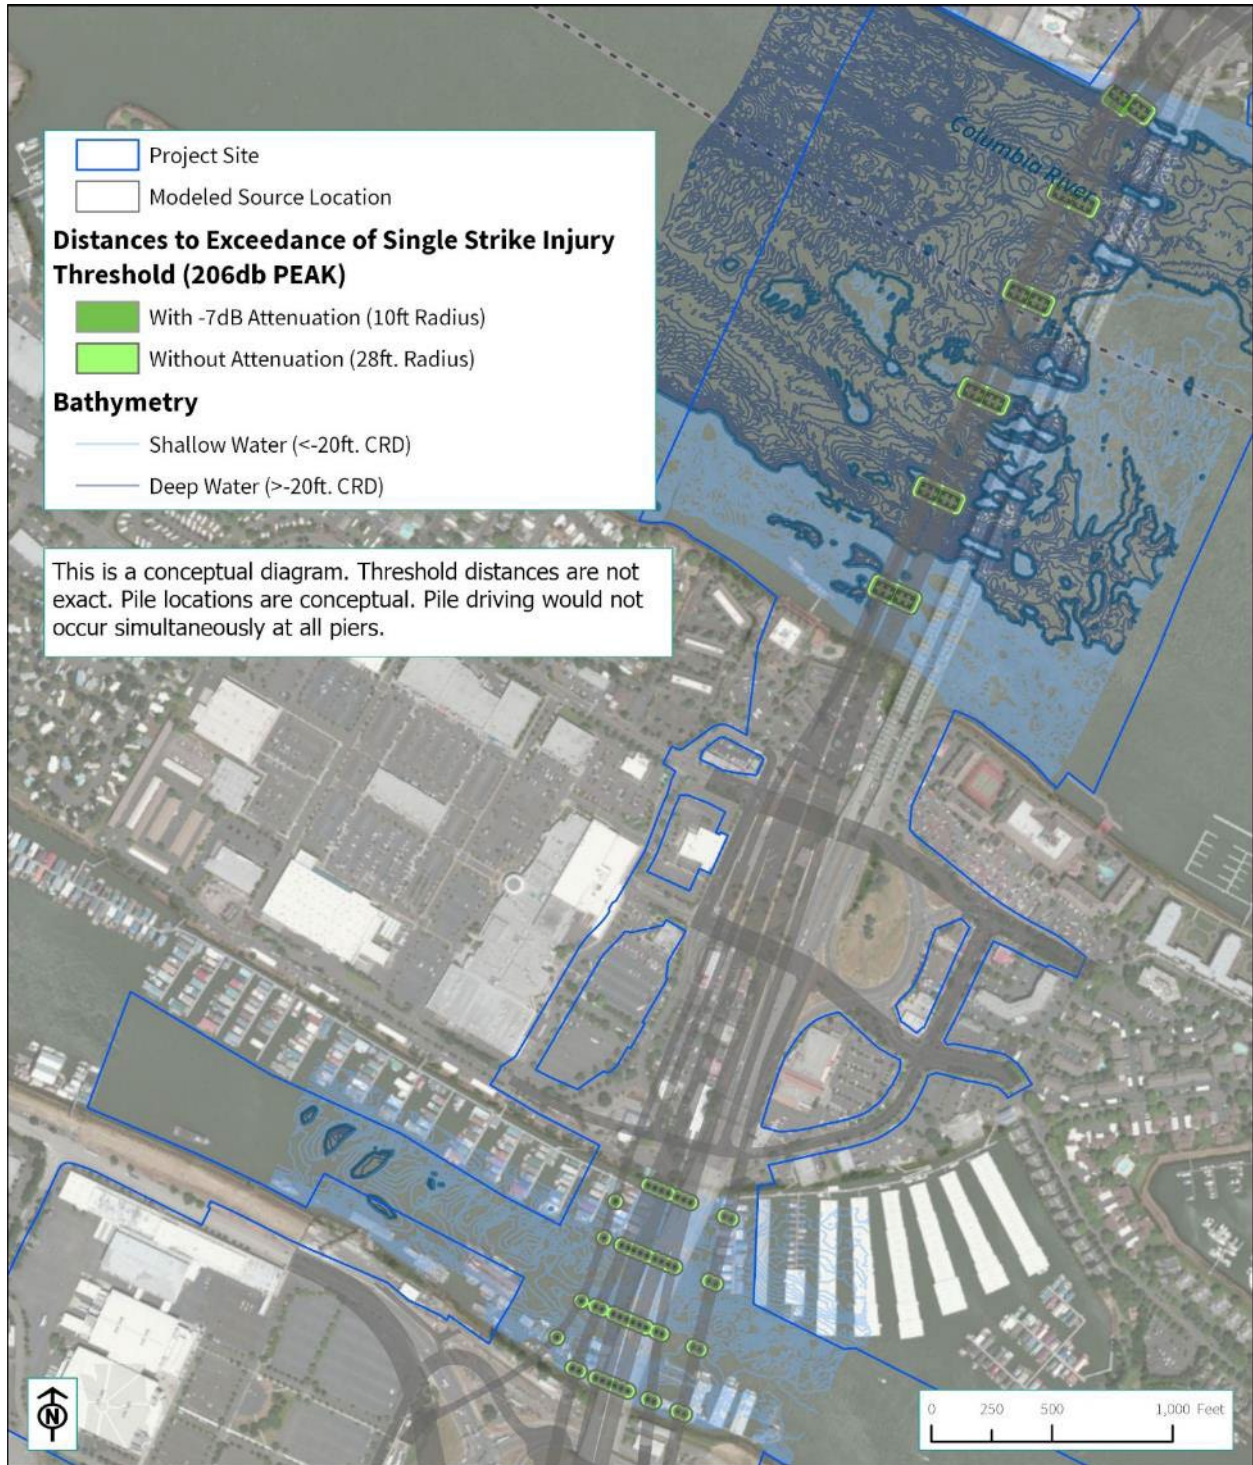 Columbia River
Project Site
Modeled Source Location
Distances to Exceedance of Single Strike Injury
Threshold (206db PEAK)
With -7dB Attenuation (10ft Radius)
Without Attenuation (28ft. Radius)
Bathymetry
Shallow Water (<-20ft. CRD)
Deep Water (>-20ft. CRD)
This is a conceptual diagram. Threshold distances are not
exact. Pile locations are conceptual. Pile driving would not
occur simultaneously at all piers.
N
0 250 500 1,000 Feet